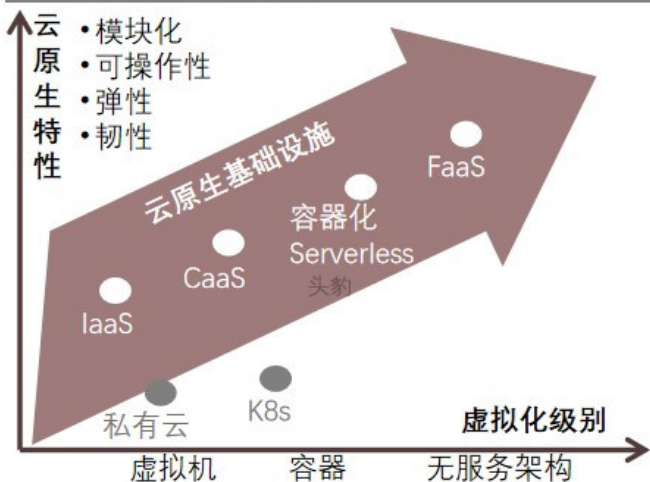 云原生特性
• 模块化
• 可操作性
• 弹性
• 韧性
云原生基础设施
FaaS
容器化
Serverless
CaaS
头豹
IaaS
K8s
私有云
虚拟化级别
虚拟机
容器
无服务架构